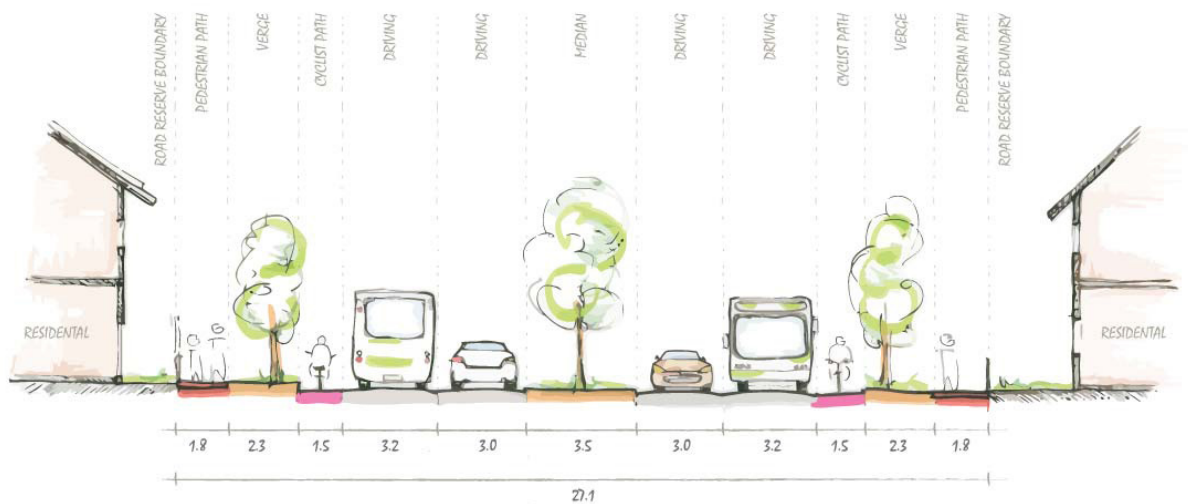 ROAD RESERVE BOUNDARY
PEDESTRIAN PATH
VERGE
CYCLIST PATH
DRIVING
DRIVING
MEDIAN
DRIVING
DRIVING
CYCLIST PATH
VERGE
PEDESTRIAN PATH
ROAD RESERVE BOUNDARY
RESIDENTAL
RESIDENTAL
1.8 2.3 1.5 3.2 3.0 3.5 3.0 3.2 1.5 2.3 1.8
27.1